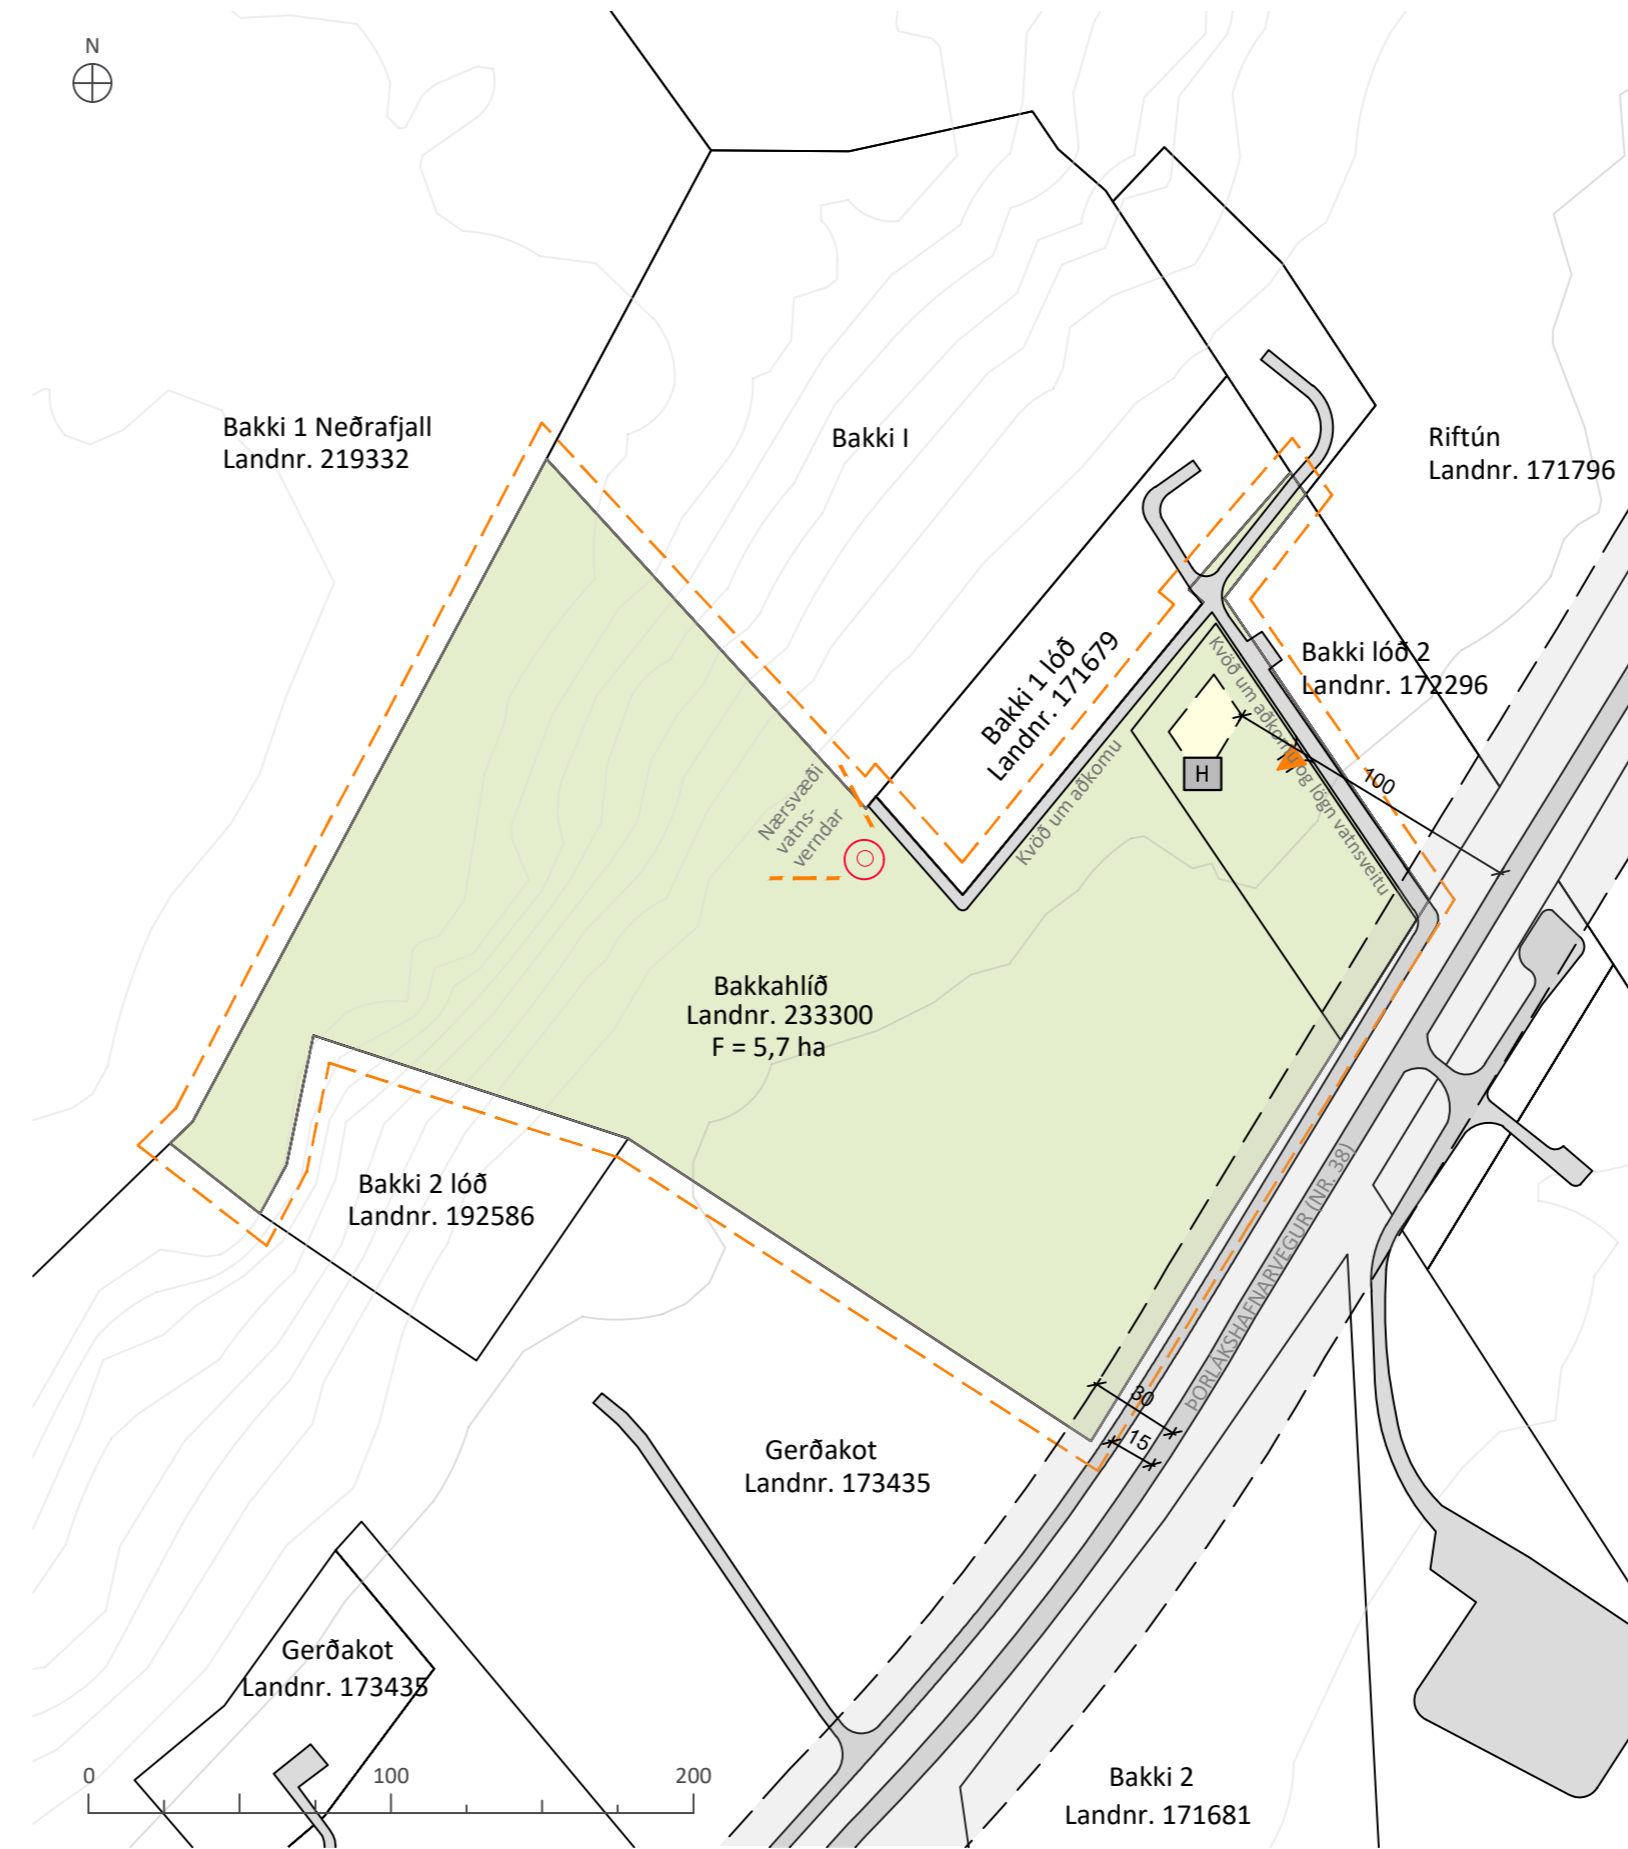 N
Bakki 1 Neðrafjall
Landnr. 219332
Bakki I
Riftún
Landnr. 171796
Bakki 1 lóð
Landnr. 171679
Bakki lóð 2
Landnr. 172296
Kvöð um aðkomu og lögn vatnsveitu
Kvöð um aðkomu
H
100
Nærsvæði
vatns-
verndar
Bakkahlíð
Landnr. 233300
F = 5,7 ha
Bakki 2 lóð
Landnr. 192586
ÞORLAKSHAFNARVEGUR (NR. 38)
30
15
Gerðakot
Landnr. 173435
Gerðakot
Landnr. 173435
0 100 200
Bakki 2
Landnr. 171681